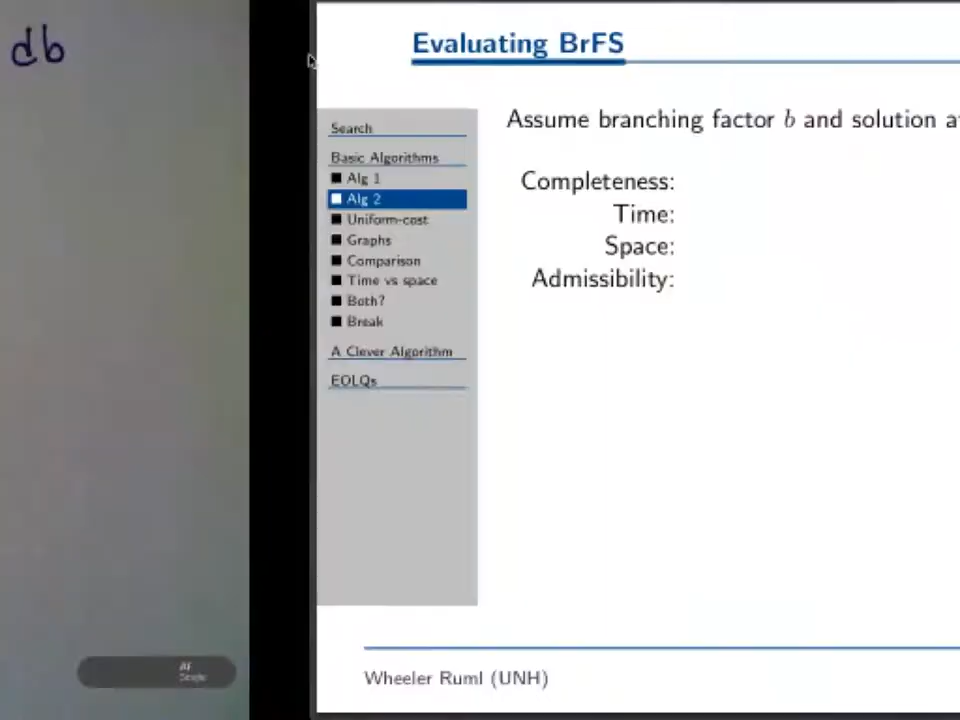 db
Evaluating BrFS
Search
Basic Algorithms
Alg 1
Alg 2
Uniform-cost
Graphs
Comparison
Time vs space
Both?
Break
A Clever Algorithm
EOLQs
Assume branching factor b and solution
Completeness:
Time:
Space:
Admissibility:
AF
Wheeler Ruml (UNH)